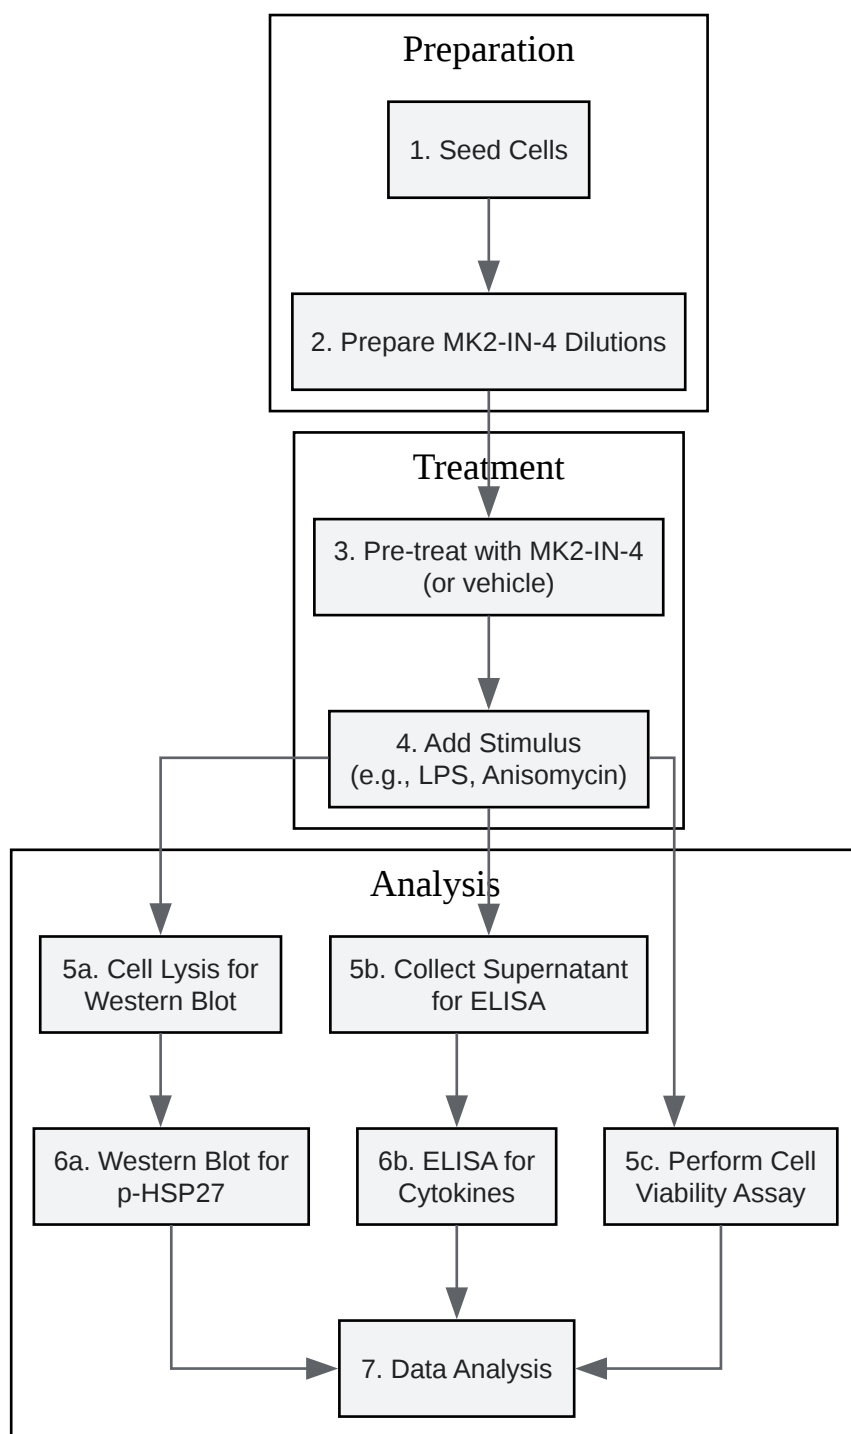 Preparation
1. Seed Cells
2. Prepare MK2-IN-4 Dilutions
Treatment
3. Pre-treat with MK2-IN-4
(or vehicle)
4. Add Stimulus
(e.g., LPS, Anisomycin)
Analysis
5a. Cell Lysis for
Western Blot
5b. Collect Supernatant
for ELISA
6a. Western Blot for
p-HSP27
6b. ELISA for
Cytokines
5c. Perform Cell
Viability Assay
7. Data Analysis